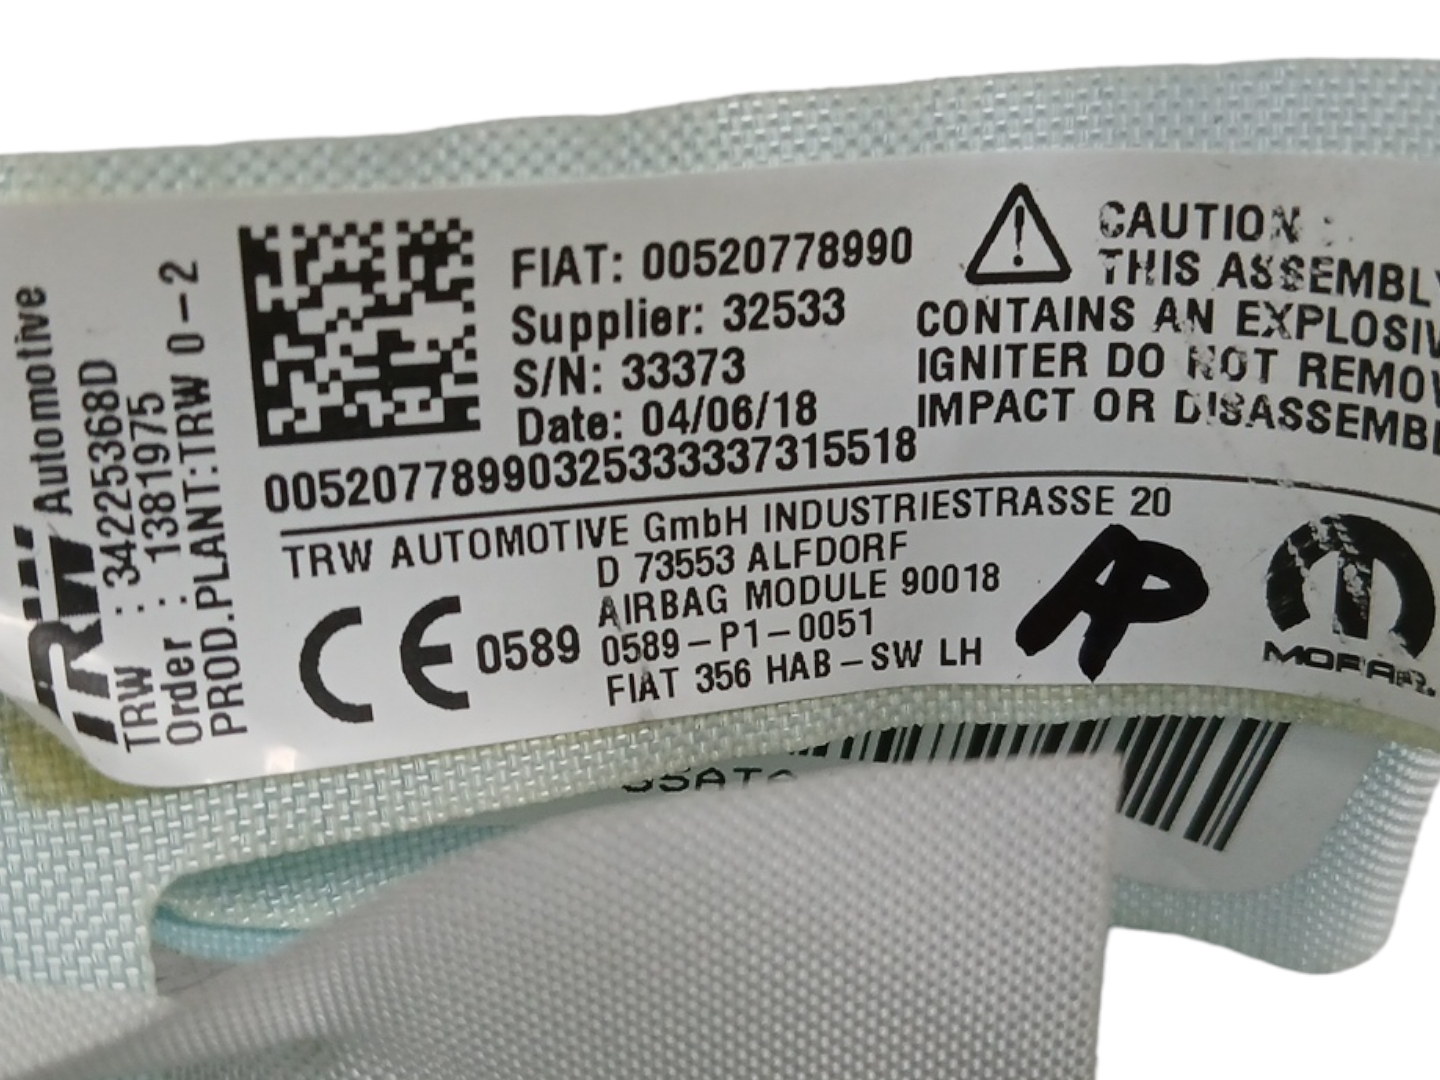 TRW Automotive
TRW : 34225368D
Order : 1381975
PROD.PLANT:TRW 0-2
FIAT: 00520778990
Supplier: 32533
S/N: 33373
Date: 04/06/18
005207789903253333337315518
CAUTION :
THIS ASSEMBLY
CONTAINS AN EXPLOSIV
IGNITER DO NOT REMOV
IMPACT OR DISASSEMB
TRW AUTOMOTIVE GmbH INDUSTRIESTRASSE 20
D 73553 ALFDORF
AIRBAG MODULE 90018
CE 0589 0589-P1-0051
FIAT 356 HAB-SW LH
AP
MOPAR